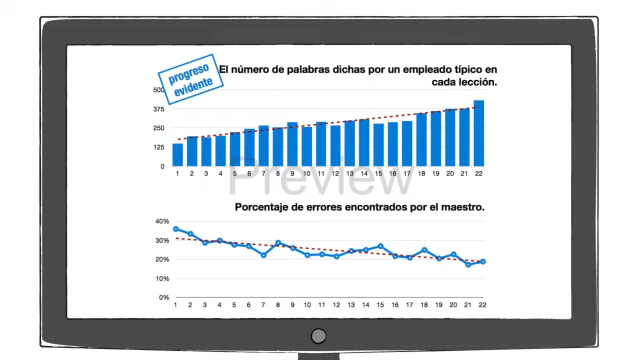 progreso
evidente
El número de palabras dichas por un empleado típico en
cada lección.
500
375
250
125
0
1 2 3 4 5 6 7 8 9 10 11 12 13 14 15 16 17 18 19 20 21 22
Preview
Porcentaje de errores encontrados por el maestro.
40%
30%
20%
10%
0%
1 2 3 4 5 6 7 8 9 10 11 12 13 14 15 16 17 18 19 20 21 22